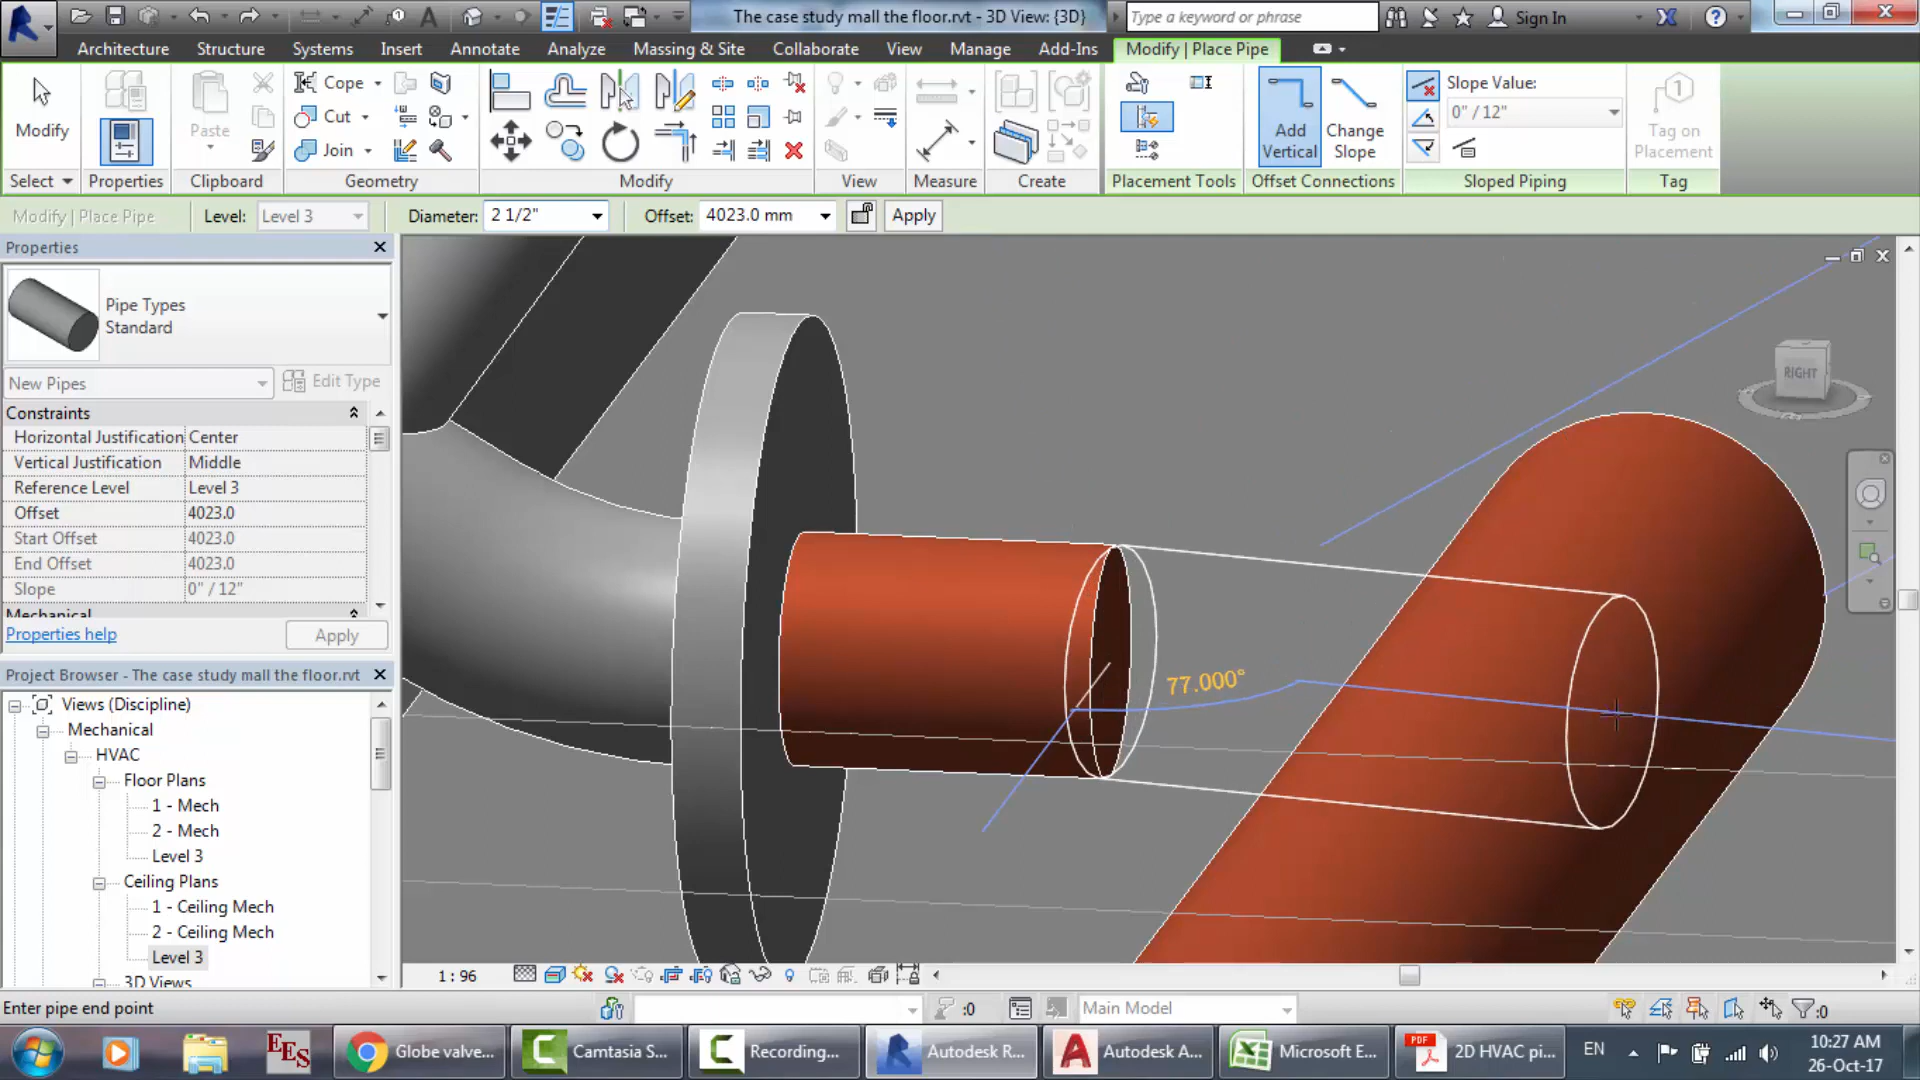 The case study mall the floor.rvt - 3D View: {3D}
Type a keyword or phrase
Sign In
Architecture Structure Systems Insert Annotate Analyze Massing & Site Collaborate View Manage Add-Ins Modify | Place Pipe
Modify
Paste
Cope
Cut
Join
Add Vertical
Change Slope
Slope Value:
0" / 12"
Tag on Placement
Select Properties Clipboard Geometry Modify View Measure Create Placement Tools Offset Connections Sloped Piping Tag
Modify | Place Pipe Level: Level 3 Diameter: 2 1/2" Offset: 4023.0 mm Apply
Properties
Pipe Types
Standard
New Pipes Edit Type
Constraints
Horizontal Justification Center
Vertical Justification Middle
Reference Level Level 3
Offset 4023.0
Start Offset 4023.0
End Offset 4023.0
Slope 0" / 12"
Mechanical
Properties help Apply
Project Browser - The case study mall the floor.rvt
Views (Discipline)
Mechanical
HVAC
Floor Plans
1 - Mech
2 - Mech
Level 3
Ceiling Plans
1 - Ceiling Mech
2 - Ceiling Mech
Level 3
3D Views
77.000°
RIGHT
1 : 96
Enter pipe end point
:0
Main Model
:0
EES
Globe valve...
Camtasia S...
Recording...
Autodesk R...
Autodesk A...
Microsoft E...
PDF
2D HVAC pi...
EN
10:27 AM
26-Oct-17